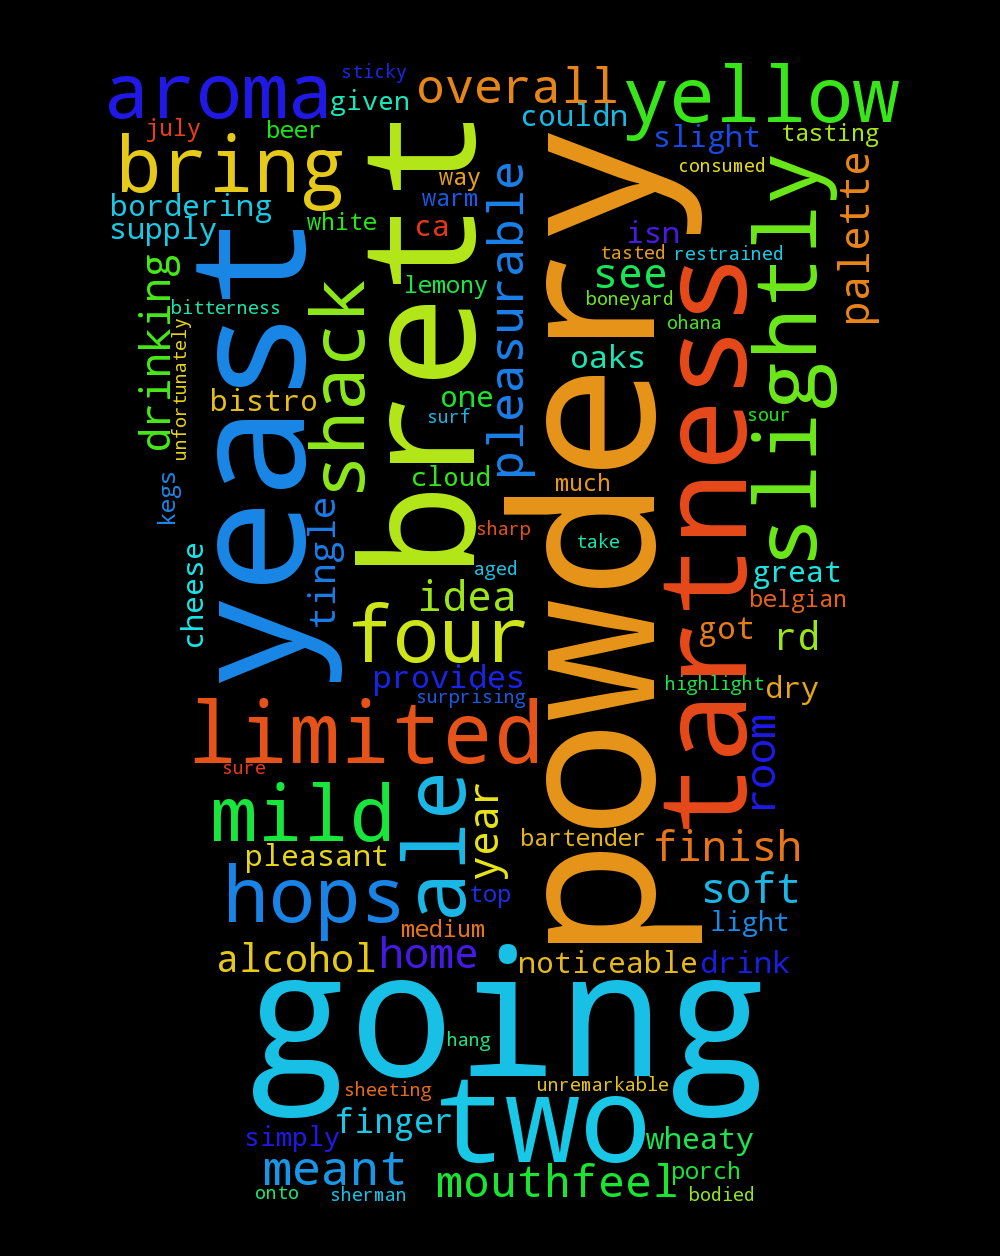 sticky
aroma
overall
yellow
given
couldn
july
beer
slight
tasting
bring
brett
powdery
consumed
palette
way
pleasurable
slightly
warm
bordering
white
ca
isn
supply
yeast
tasted
restrained
see
tartness
drinking
shack
lemony
boneyard
bitterness
ohana
unfortunately
oaks
bistro
one
surf
sour
cloud
much
kegs
tingle
sharp
take
cheese
aged
great
idea
belgian
four
got
rd
provides
highlight
dry
surprising
limited
room
sure
mild
ale
year
bartender
finish
pleasant
hops
top
soft
medium
light
alcohol
home
noticeable
drink
going
hang
sheeting
unremarkable
two
finger
simply
wheaty
meant
mouthfeel
porch
onto
sherman
bodied